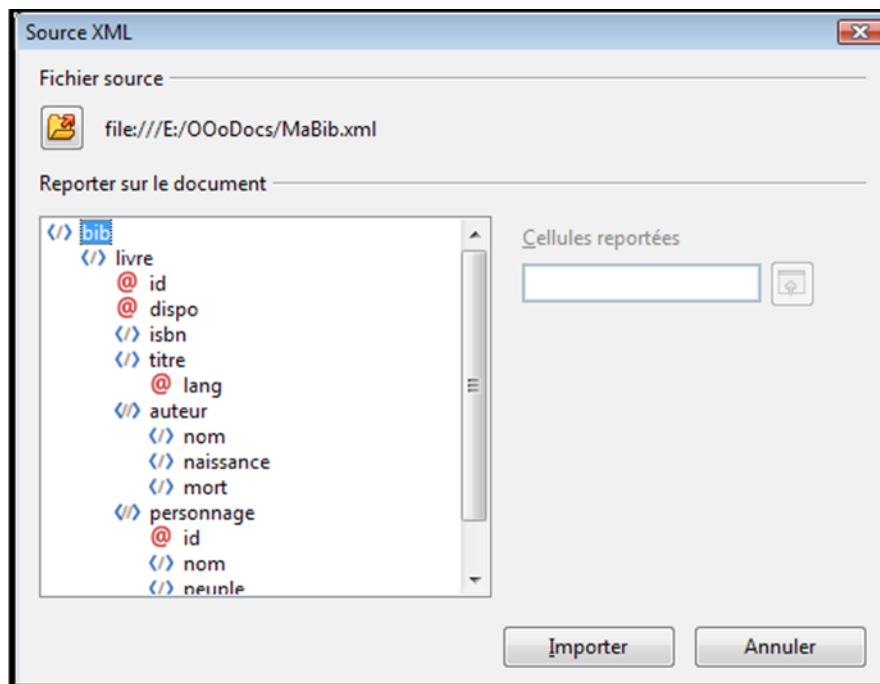 Source XML
Fichier source
file:///E:/OOoDocs/MaBib.xml
Reporter sur le document
bib
livre
@ id
@ dispo
isbn
titre
@ lang
auteur
nom
naissance
mort
personnage
@ id
nom
peuple
Cellules reportées
Importer
Annuler